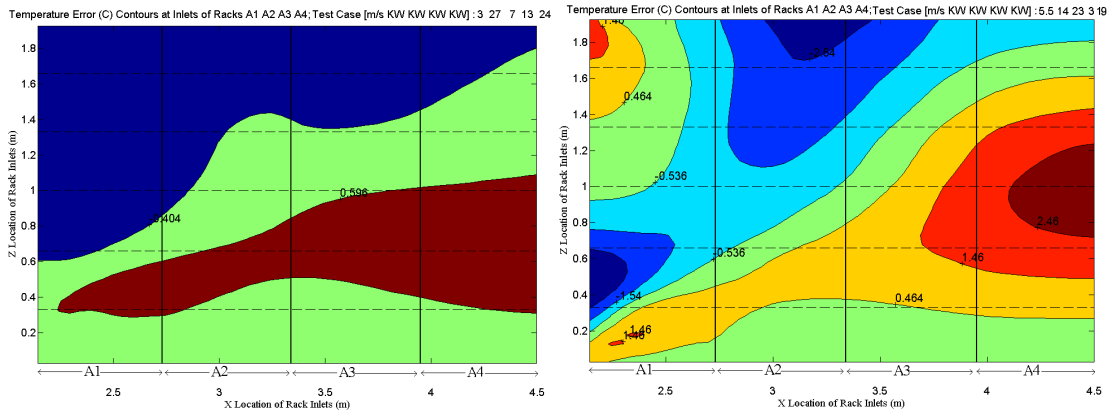 Temperature Error (C) Contours at Inlets of Racks A1 A2 A3 A4; Test Case [m/s KW KW KW KW] : 3 27 7 13 24
Z Location of Rack Inlets (m)
1.8
1.6
1.4
1.2
1
0.8
0.6
0.4
0.2
0.596
A1
A2
A3
A4
2.5
3
3.5
4
4.5
X Location of Rack Inlets (m)
Temperature Error (C) Contours at Inlets of Racks A1 A2 A3 A4; Test Case [m/s KW KW KW KW] : 5.5 14 23 3 19
Z Location of Rack Inlets (m)
1.8
1.6
1.4
1.2
1
0.8
0.6
0.4
0.2
0.464
-0.536
-0.536
-1.54
1.46
1.46
0.464
1.46
2.46
A1
A2
A3
A4
2.5
3
3.5
4
4.5
X Location of Rack Inlets (m)